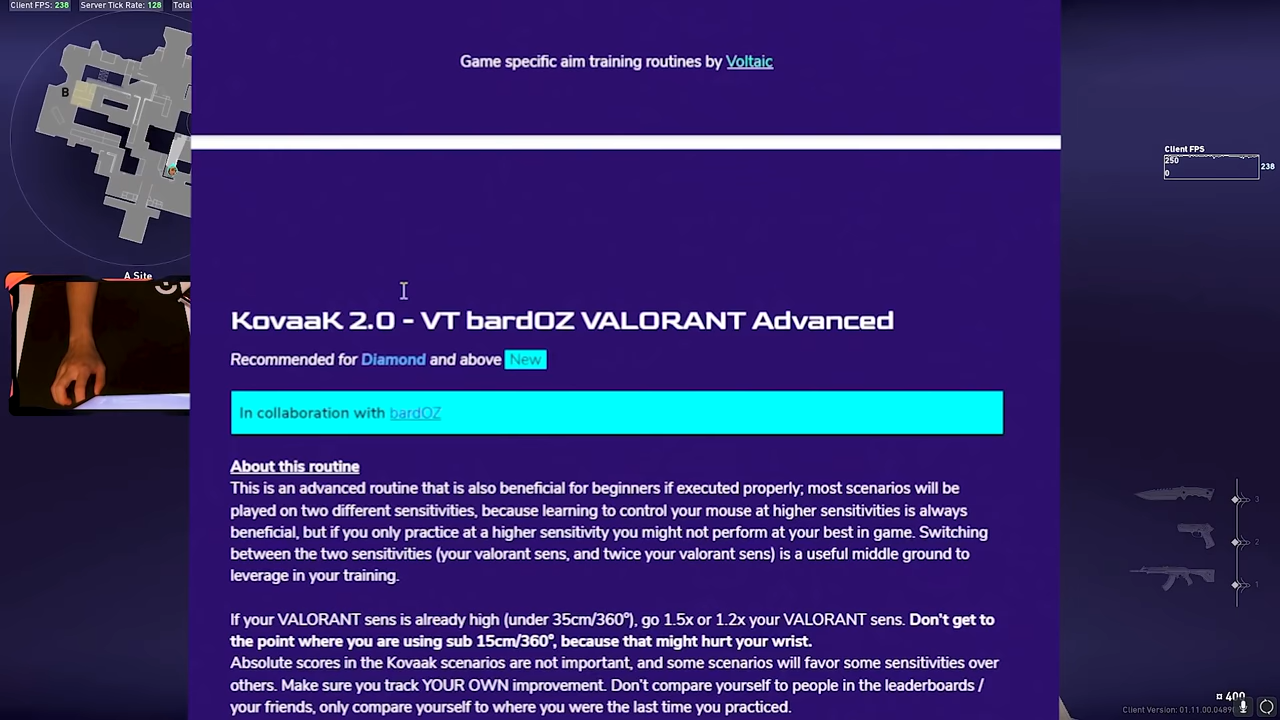 Client FPS: 238 Server Tick Rate: 128 Total
Game specific aim training routines by Voltaic
B
Client FPS
250
238
0
A Site
KovaaK 2.0 - VT bardOZ VALORANT Advanced
Recommended for Diamond and above New
In collaboration with bardOZ
About this routine
This is an advanced routine that is also beneficial for beginners if executed properly; most scenarios will be
played on two different sensitivities, because learning to control your mouse at higher sensitivities is always
beneficial, but if you only practice at a higher sensitivity you might not perform at your best in game. Switching
between the two sensitivities (your valorant sens, and twice your valorant sens) is a useful middle ground to
leverage in your training.
3
2
1
If your VALORANT sens is already high (under 35cm/360°), go 1.5x or 1.2x your VALORANT sens. Don't get to
the point where you are using sub 15cm/360°, because that might hurt your wrist.
Absolute scores in the Kovaak scenarios are not important, and some scenarios will favor some sensitivities over
others. Make sure you track YOUR OWN improvement. Don't compare yourself to people in the leaderboards /
your friends, only compare yourself to where you were the last time you practiced.
¤ 400
Client Version: 01.11.00.0489